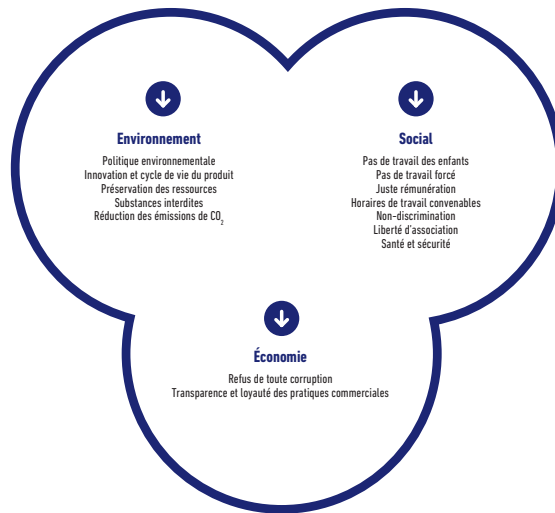 Environnement
Politique environnementale
Innovation et cycle de vie du produit
Préservation des ressources
Substances interdites
Réduction des émissions de CO₂
Social
Pas de travail des enfants
Pas de travail forcé
Juste rémunération
Horaires de travail convenables
Non-discrimination
Liberté d'association
Santé et sécurité
Économie
Refus de toute corruption
Transparence et loyauté des pratiques commerciales